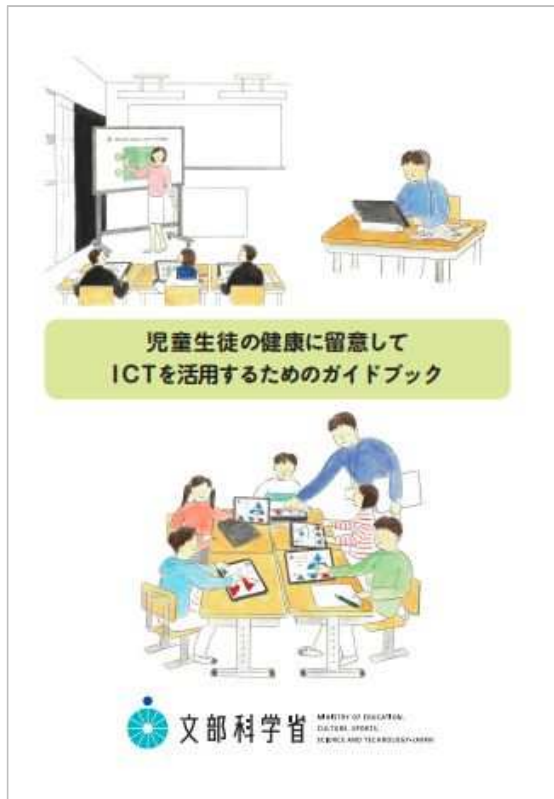 児童生徒の健康に留意して
ICTを活用するためのガイドブック
文部科学省
MINISTRY OF EDUCATION,
CULTURE, SPORTS,
SCIENCE AND TECHNOLOGY-JAPAN